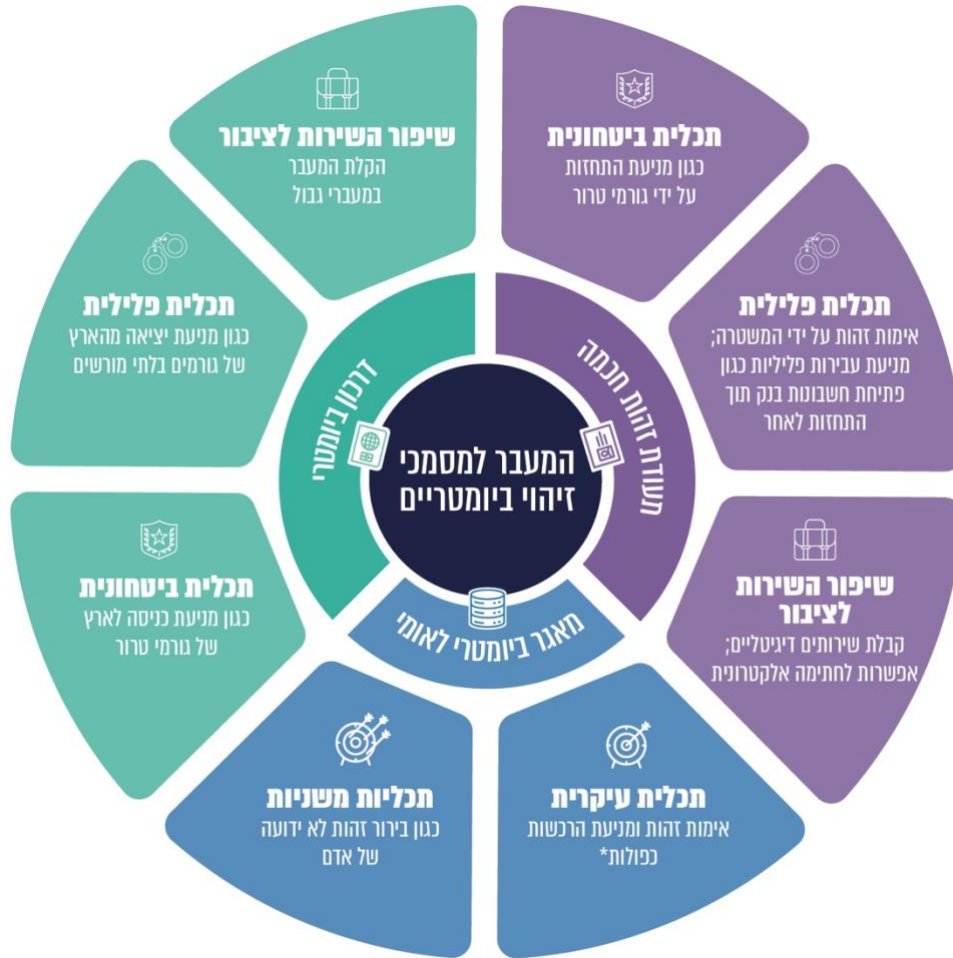 המעבר למסמכי
זיהוי ביומטריים
תעודת זהות חכמה
תכלית ביטחונית
כגון מניעת התחזות
על ידי גורמי טרור
תכלית פלילית
אימות זהות על ידי המשטרה;
מניעת עבירות פליליות כגון
פתיחת חשבונות בנק תוך
התחזות לאחר
שיפור השירות
לציבור
קבלת שירותים דיגיטליים;
אפשרות לחתימה אלקטרונית
מאגר ביומטרי לאומי
תכלית עיקרית
אימות זהות ומניעת הרכשות
כפולות*
תכליות משניות
כגון בירור זהות לא ידועה
של אדם
דרכון ביומטרי
תכלית ביטחונית
כגון מניעת כניסה לארץ
של גורמי טרור
תכלית פלילית
כגון מניעת יציאה מהארץ
של גורמים בלתי מורשים
שיפור השירות לציבור
הקלת המעבר
במעברי גבול